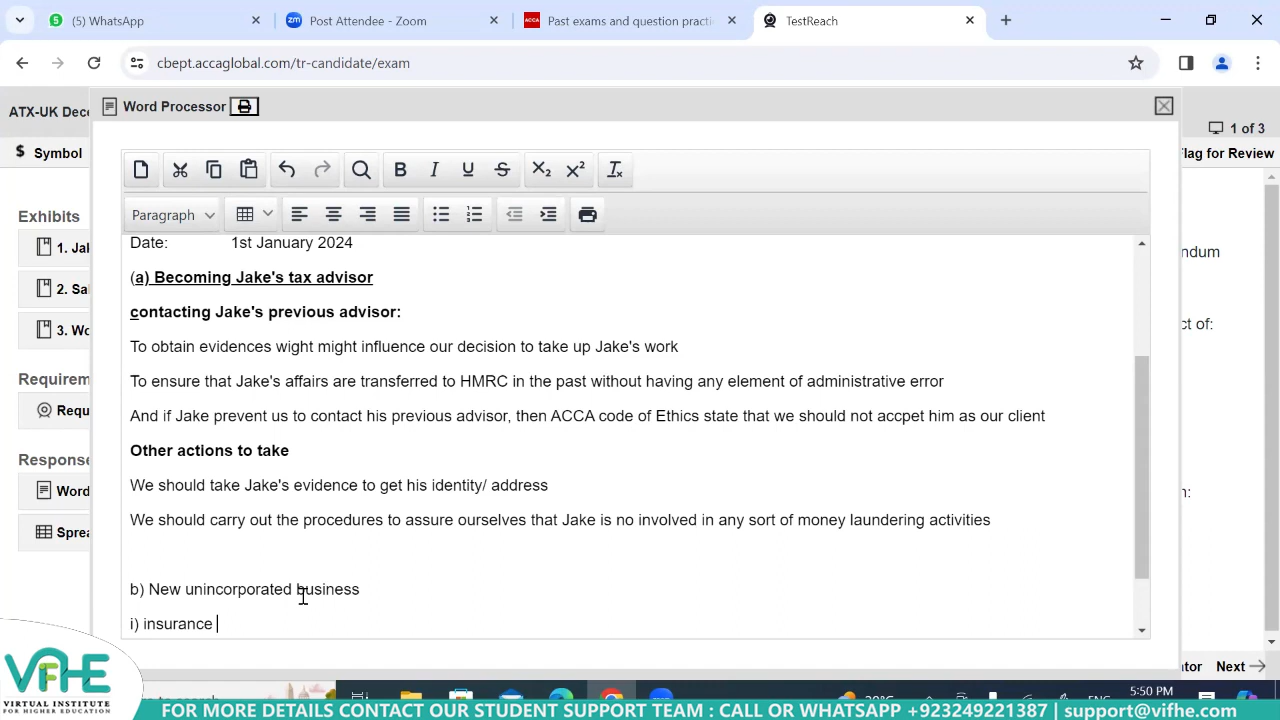 (5) WhatsApp
Post Attendee - Zoom
ACCA
Past exams and question practi
TestReach
cbept.accaglobal.com/tr-candidate/exam
ATX-UK Dec
Word Processor
1 of 3
$ Symbol
Flag for Review
Paragraph
Exhibits
1. Jak
2. Sa
3. Wo
Requirem
Requ
Response
Word
Sprea
ndum
ct of:
n:
Date: 1st January 2024
(a) Becoming Jake's tax advisor
contacting Jake's previous advisor:
To obtain evidences wight might influence our decision to take up Jake's work
To ensure that Jake's affairs are transferred to HMRC in the past without having any element of administrative error
And if Jake prevent us to contact his previous advisor, then ACCA code of Ethics state that we should not accpet him as our client
Other actions to take
We should take Jake's evidence to get his identity/ address
We should carry out the procedures to assure ourselves that Jake is no involved in any sort of money laundering activities
b) New unincorporated business
i) insurance
ator
Next
5:50 PM
VFHE
VIRTUAL INSTITUTE
FOR HIGHER EDUCATION
FOR MORE DETAILS CONTACT OUR STUDENT SUPPORT TEAM : CALL OR WHATSAPP +923249221387 | support@vifhe.com